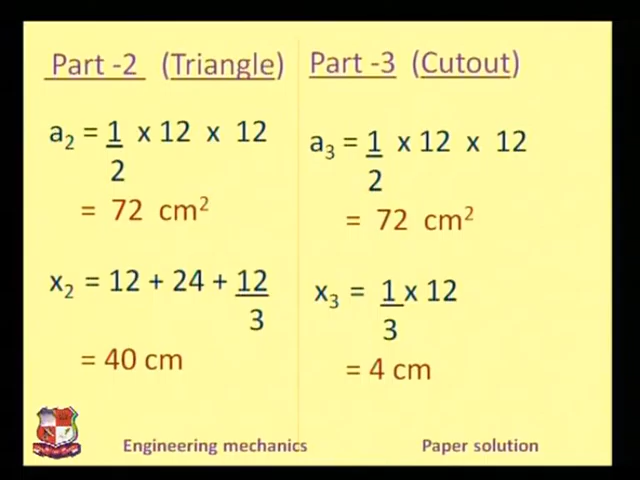 Part -2 (Triangle)
a2 = 1 x 12 x 12
2
= 72 cm²
x2 = 12 + 24 + 12
3
= 40 cm
Part -3 (Cutout)
a3 = 1 x 12 x 12
2
= 72 cm²
x3 = 1 x 12
3
= 4 cm
Engineering mechanics
Paper solution